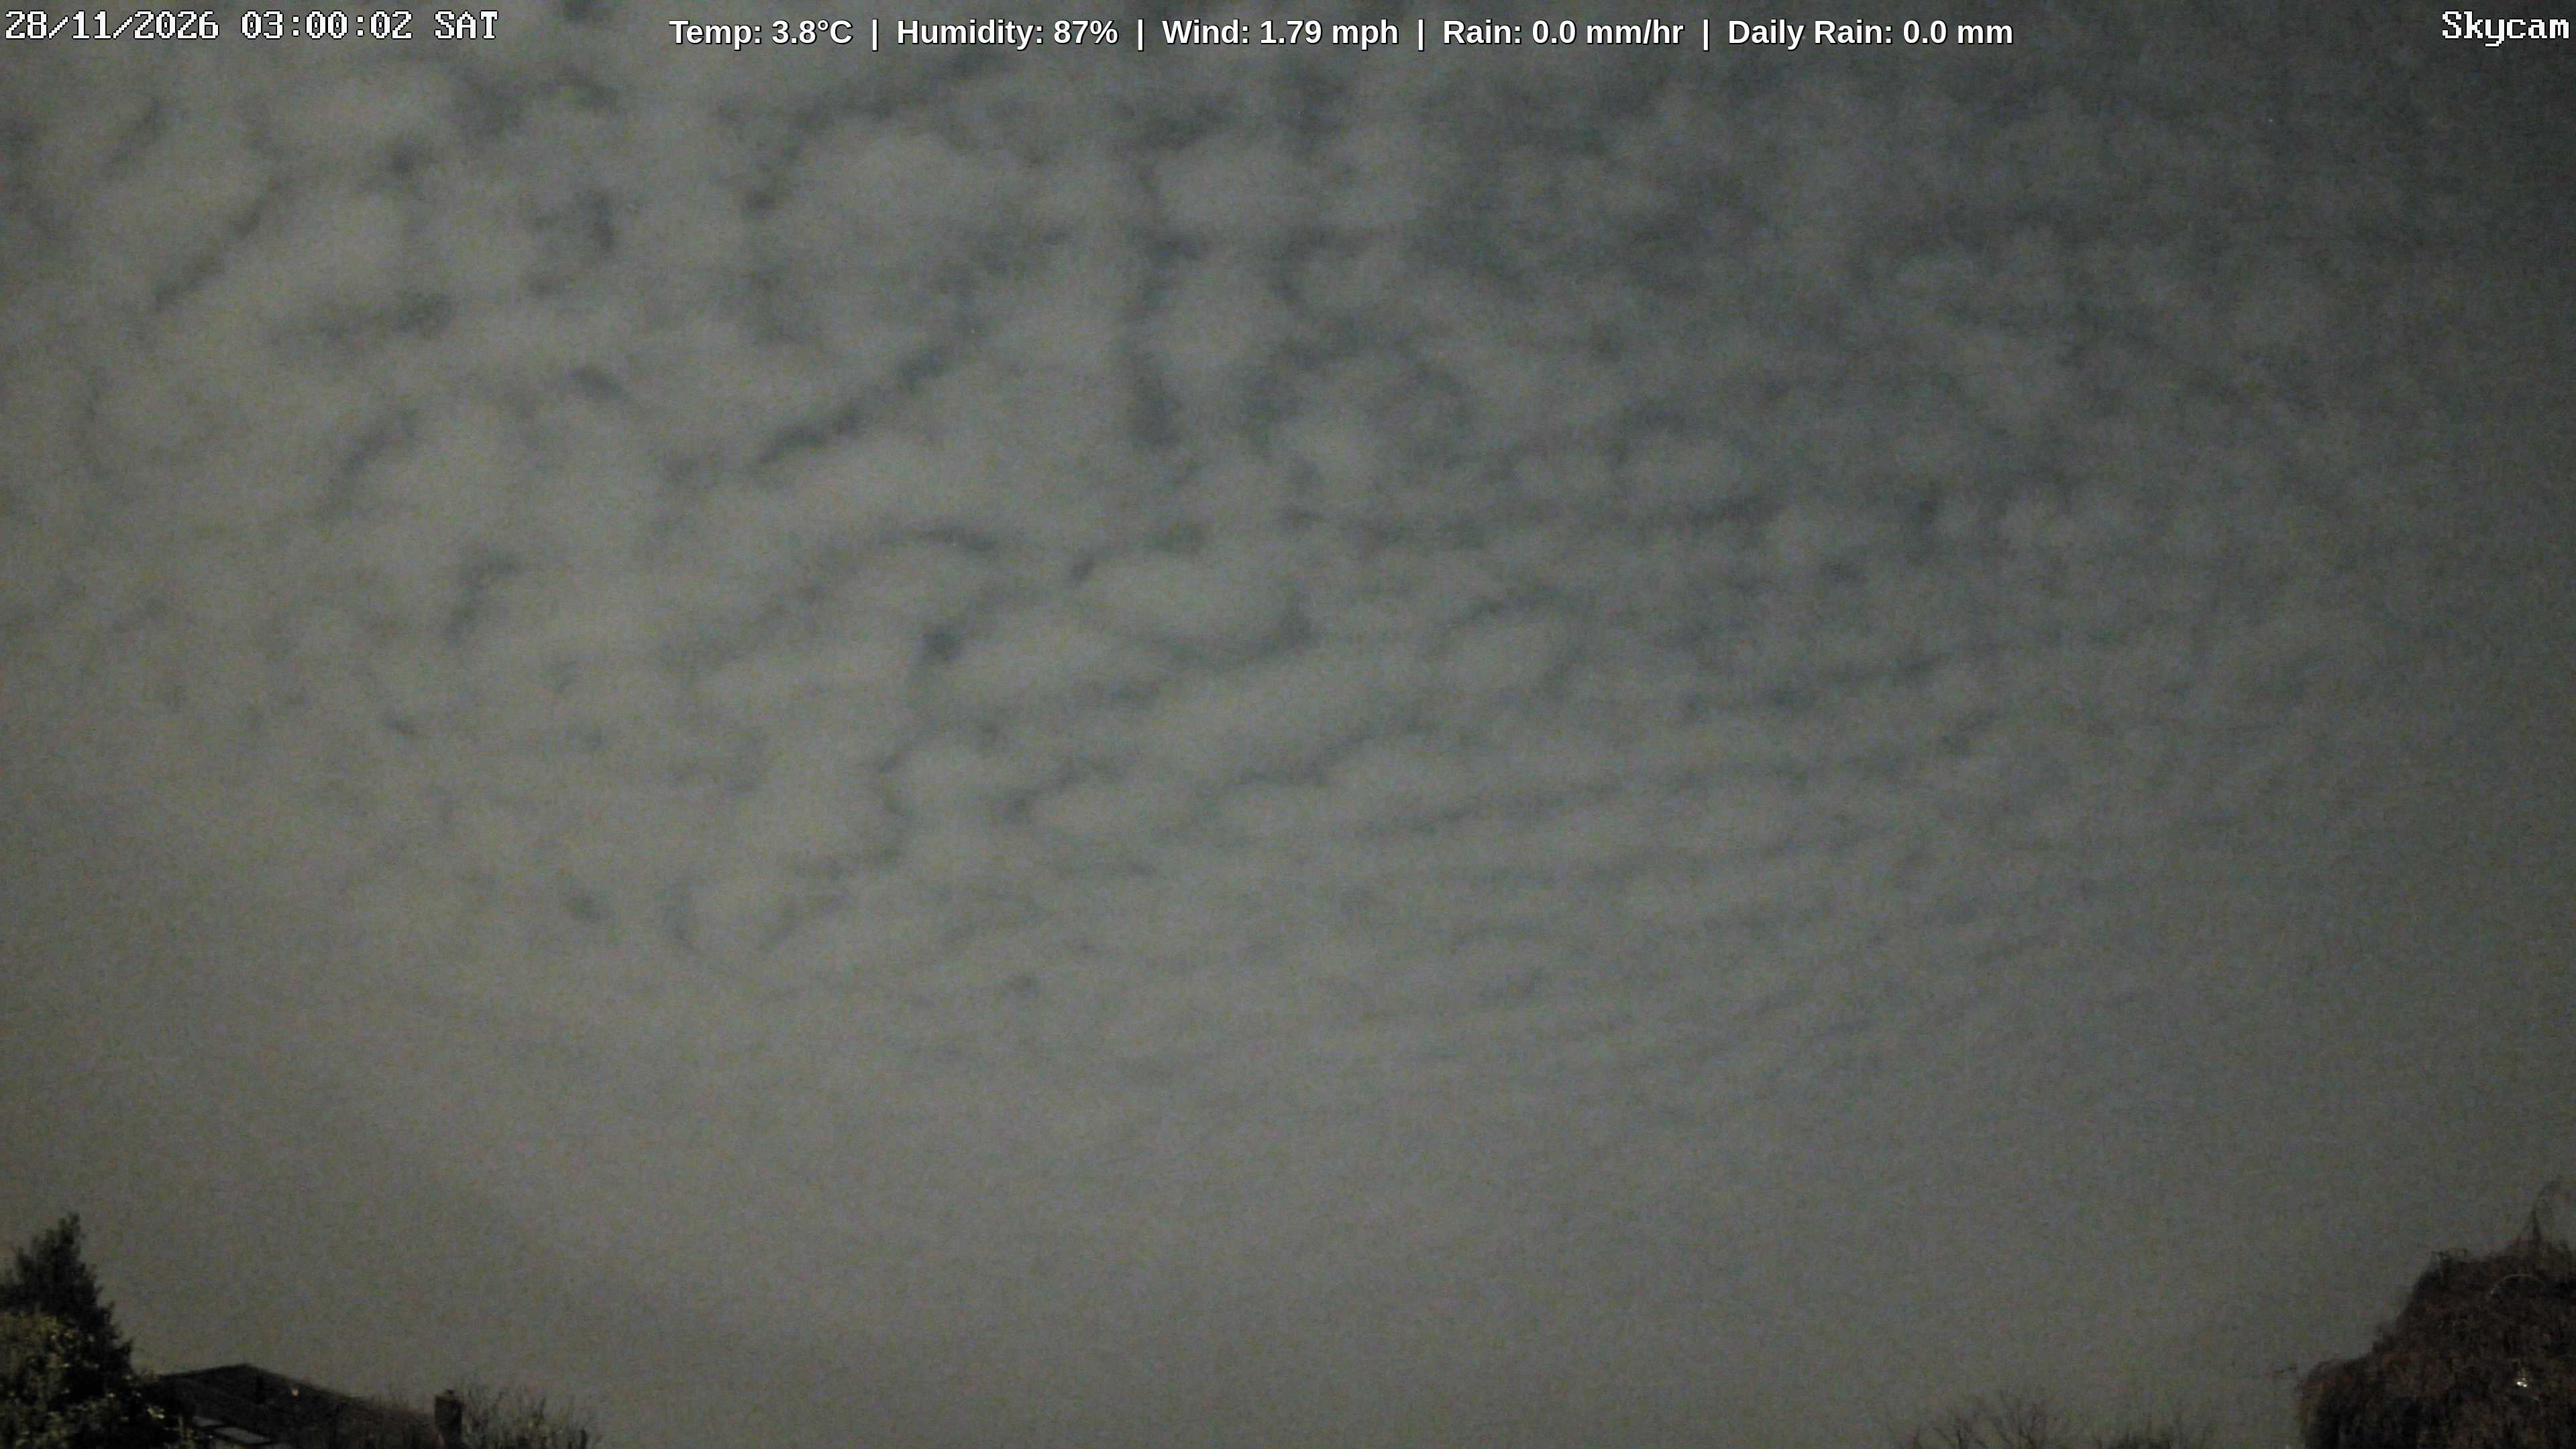 28/11/2026 03:00:02 SAT
Temp: 3.8°C | Humidity: 87% | Wind: 1.79 mph | Rain: 0.0 mm/hr | Daily Rain: 0.0 mm
Skycam